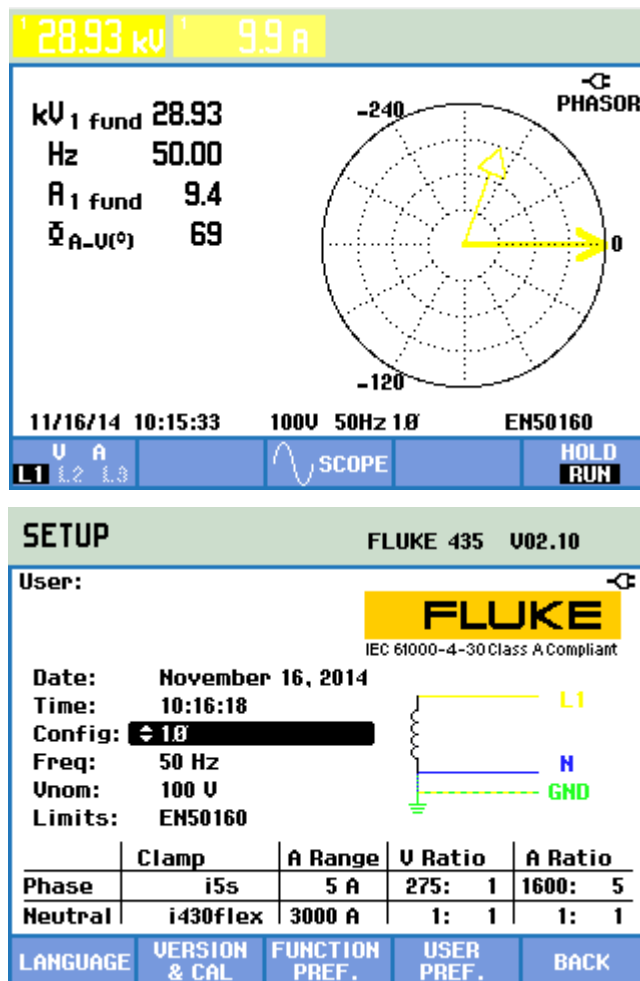 1 28.93 kV 1 9.9 A
PHASOR
kV 1 fund 28.93
Hz 50.00
A 1 fund 9.4
Φ A-V(°) 69
-240
0
-120
11/16/14 10:15:33 100V 50Hz 1Ø EN50160
V A
L1 L2 L3
SCOPE
HOLD
RUN
SETUP FLUKE 435 V02.10
User:
FLUKE
IEC 61000-4-30 Class A Compliant
Date: November 16, 2014
Time: 10:16:18
Config: 1Ø
Freq: 50 Hz
Vnom: 100 V
Limits: EN50160
L1
N
GND
Clamp A Range V Ratio A Ratio
Phase i5s 5 A 275: 1 1600: 5
Neutral i430flex 3000 A 1: 1 1: 1
LANGUAGE VERSION & CAL FUNCTION PREF. USER PREF. BACK